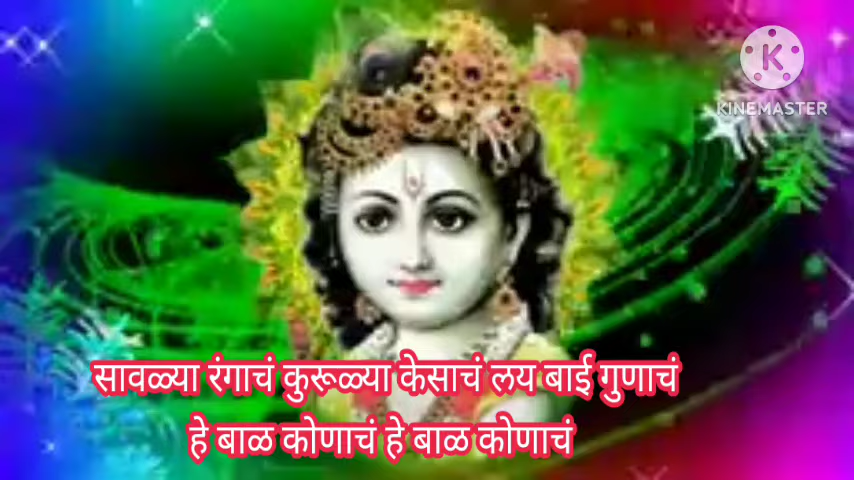 KINEMASTER
सावळ्या रंगाचं कुरूळ्या केसाचं लय बाई गुणाचं
हे बाळ कोणाचं हे बाळ कोणाचं